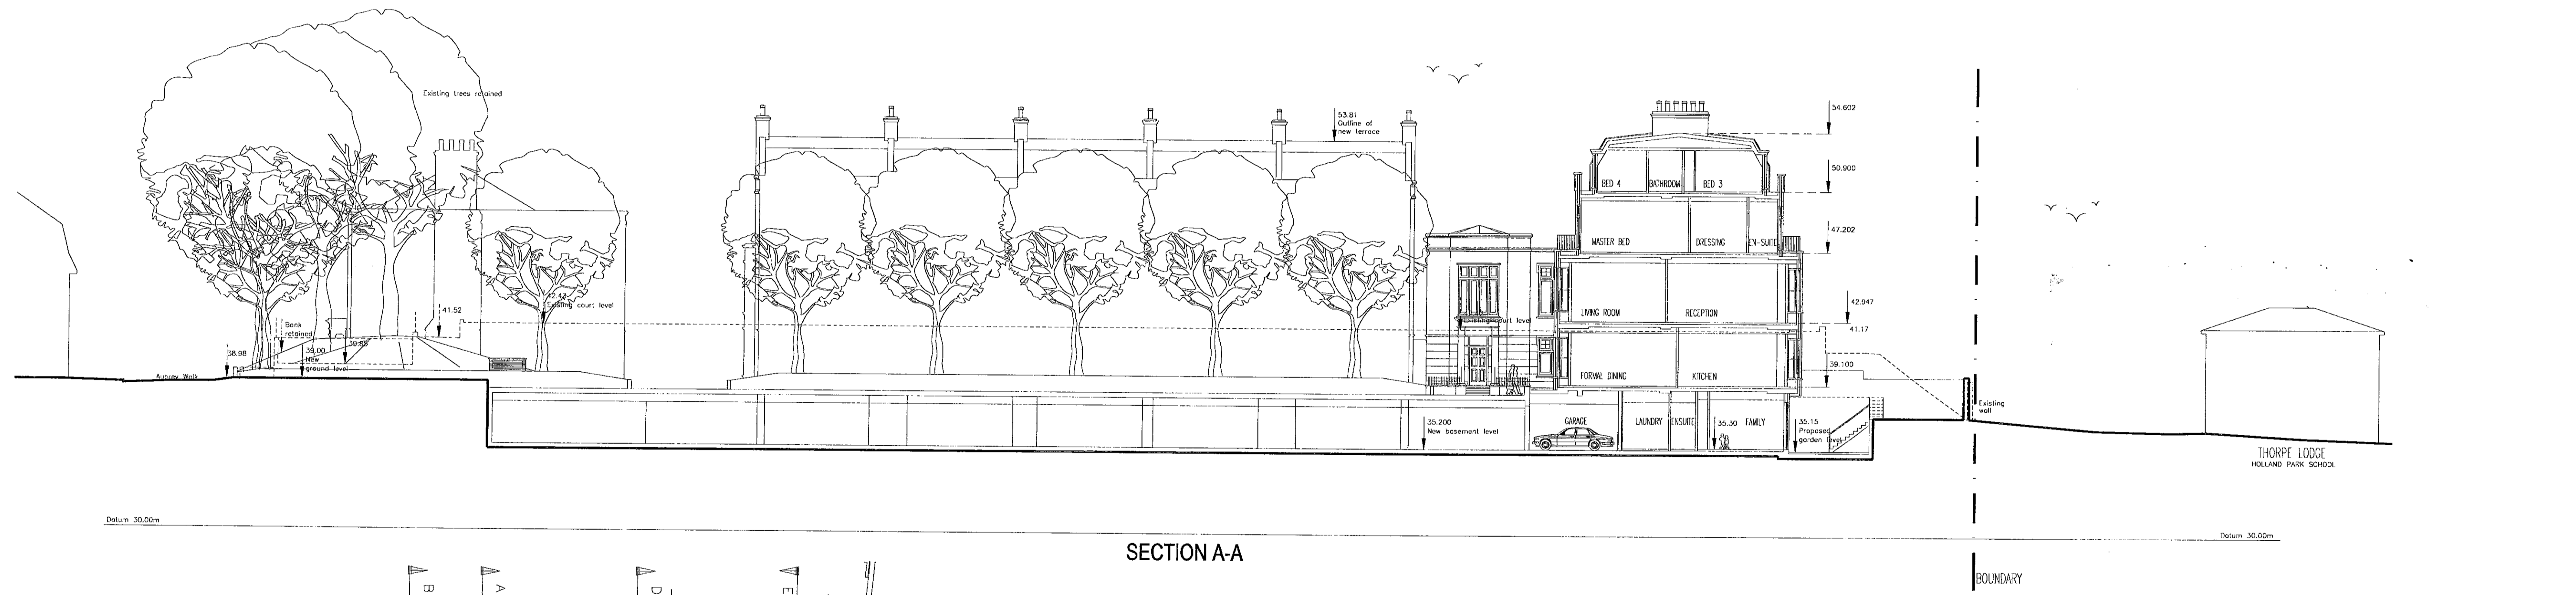 Existing trees retained
53.81
Outline of
new terrace
54.602
50.900
47.202
42.947
41.17
39.100
BED 4
BATHROOM
BED 3
MASTER BED
DRESSING
EN-SUITE
LIVING ROOM
RECEPTION
FORMAL DINING
KITCHEN
GARAGE
LAUNDRY
ENSUITE
35.30
FAMILY
35.15
Proposed
garden level
35.200
New basement level
Existing court level
Existing court level
41.52
Bank
retained
38.98
39.00
New
ground level
Aubrey Walk
Existing
wall
THORPE LODGE
HOLLAND PARK SCHOOL
Datum 30.00m
Datum 30.00m
SECTION A-A
BOUNDARY
B
A
D
E